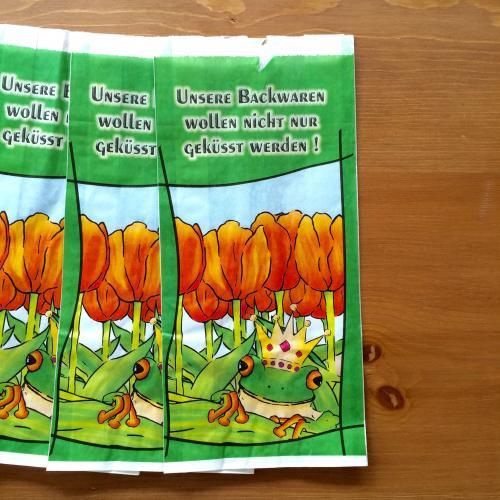 Unsere
wollen
geküsst
Unsere
wollen
geküsst
Unsere Backwaren
wollen nicht nur
geküsst werden !